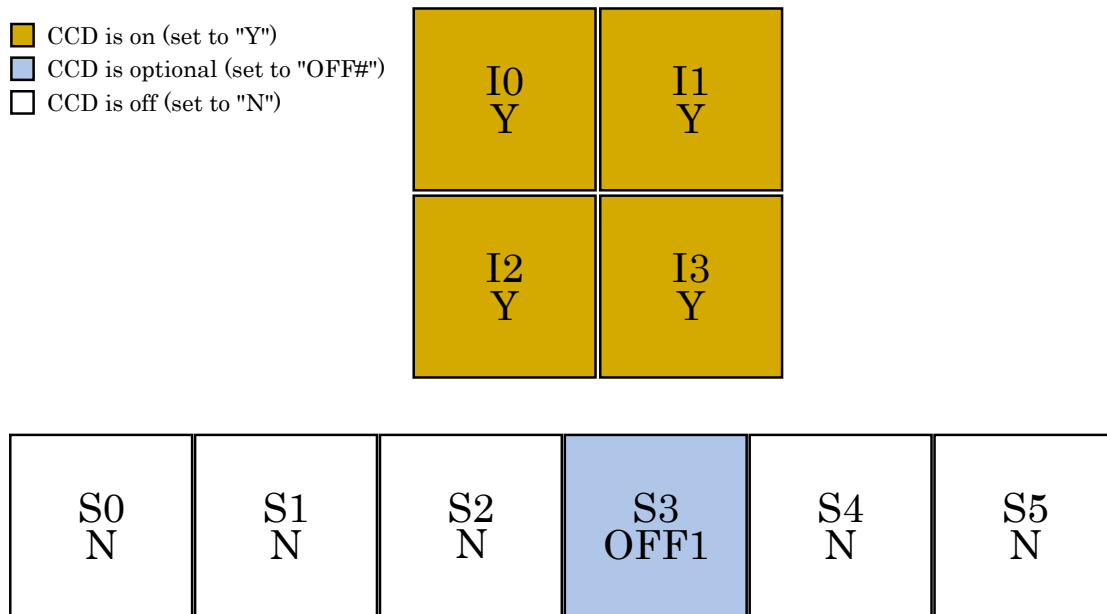 CCD is on (set to "Y")
CCD is optional (set to "OFF#")
CCD is off (set to "N")
I0
Y
I1
Y
I2
Y
I3
Y
S0
N
S1
N
S2
N
S3
OFF1
S4
N
S5
N